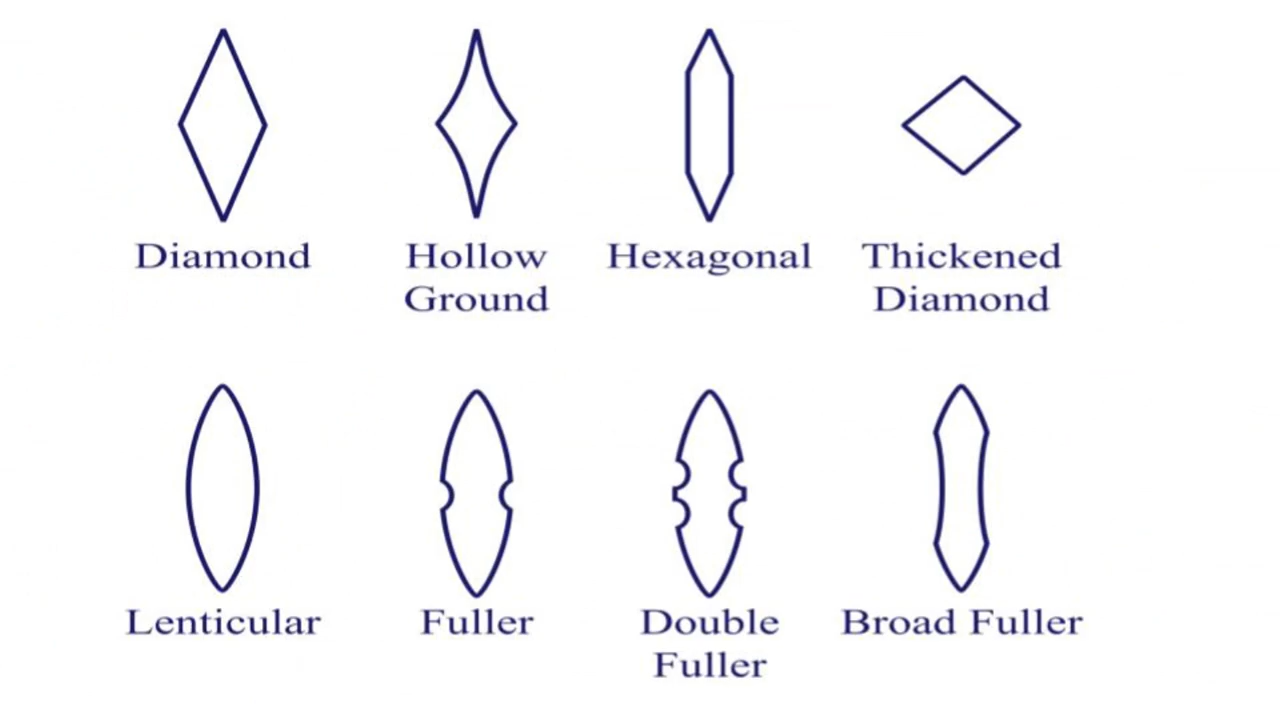 Diamond
Hollow
Ground
Hexagonal
Thickened
Diamond
Lenticular
Fuller
Double
Fuller
Broad Fuller